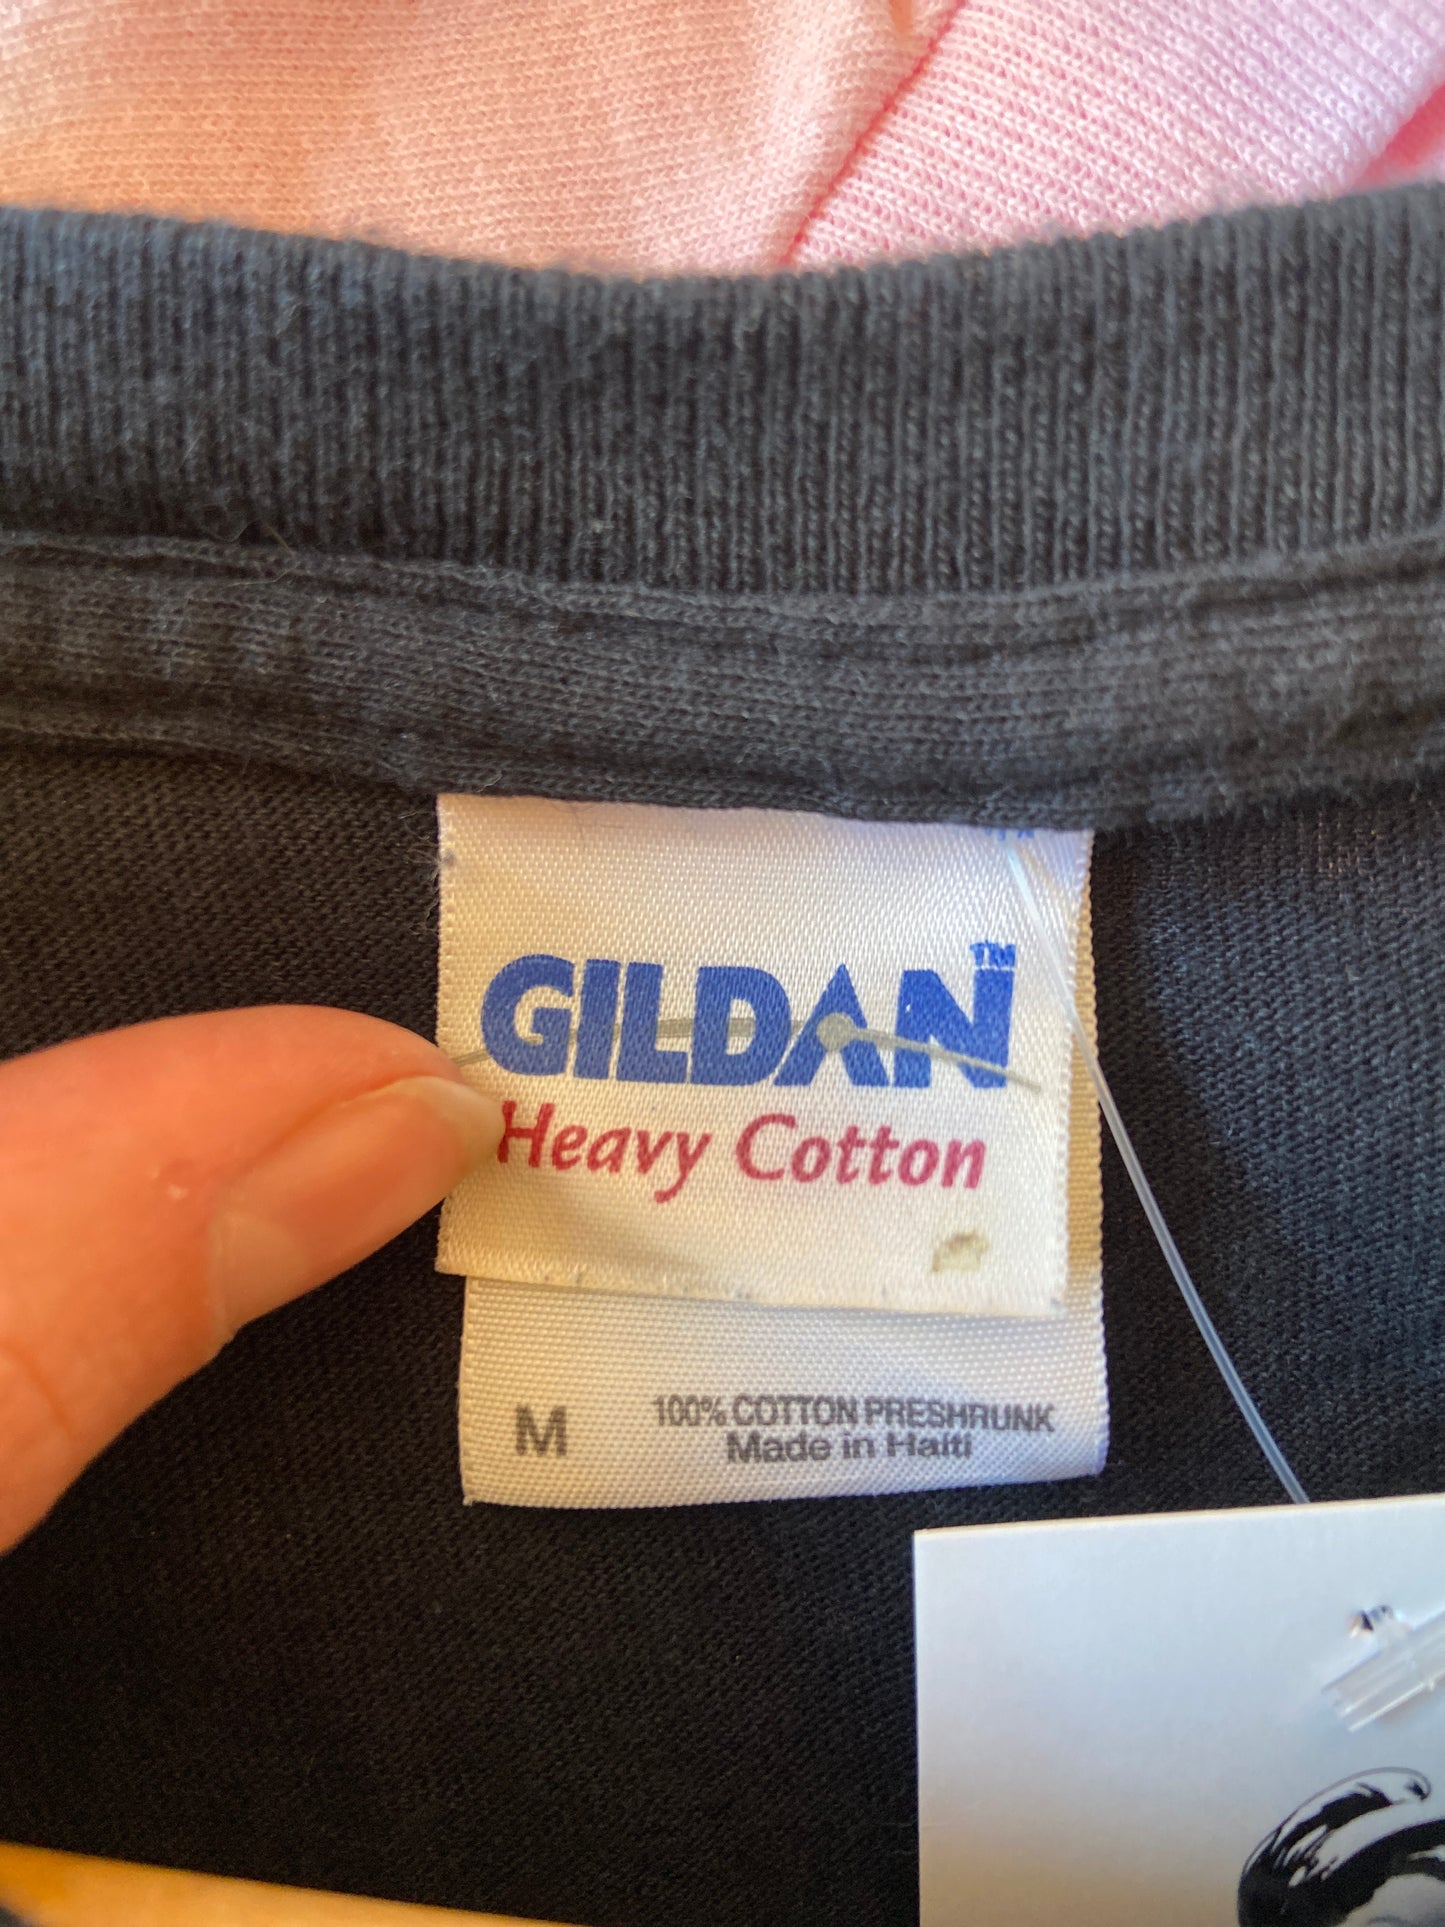 GILDAN™
Heavy Cotton
M
100% COTTON PRESHRUNK
Made in Haiti